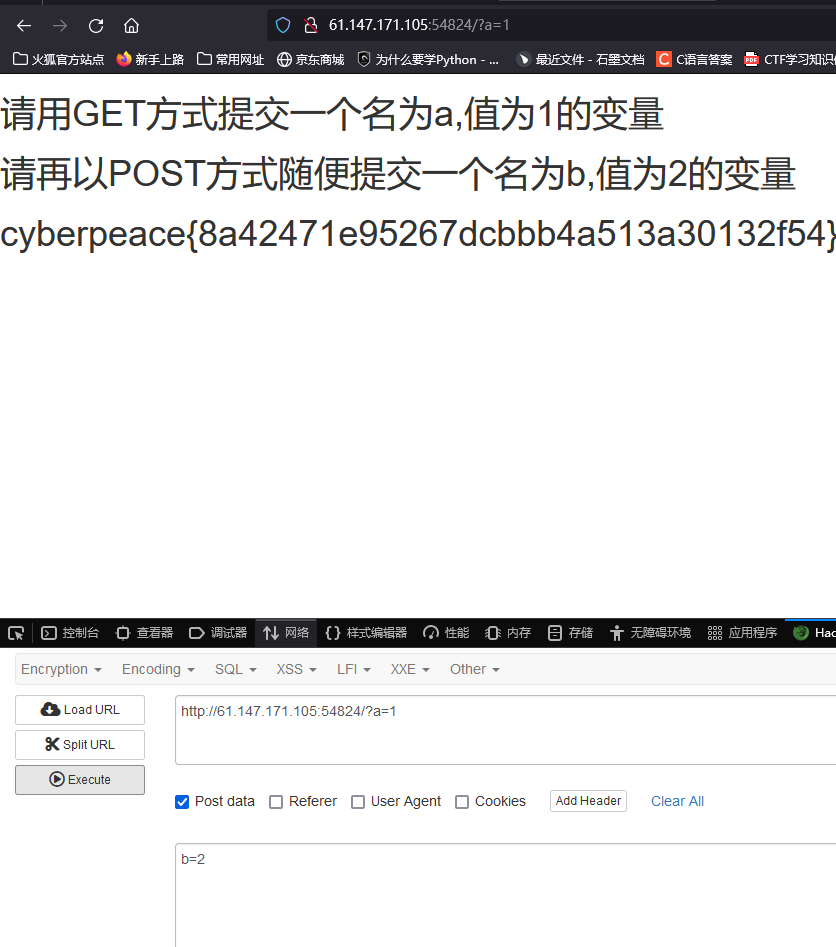 61.147.171.105:54824/?a=1
火狐官方站点 新手上路 常用网址 京东商城 为什么要学Python - ... 最近文件 - 石墨文档 C语言答案 CTF学习知识
请用GET方式提交一个名为a,值为1的变量
请再以POST方式随便提交一个名为b,值为2的变量
cyberpeace{8a42471e95267dcbbb4a513a30132f54}
控制台 查看器 调试器 网络 样式编辑器 性能 内存 存储 无障碍环境 应用程序 Hac
Encryption Encoding SQL XSS LFI XXE Other
Load URL http://61.147.171.105:54824/?a=1
Split URL
Execute
Post data Referer User Agent Cookies Add Header Clear All
b=2